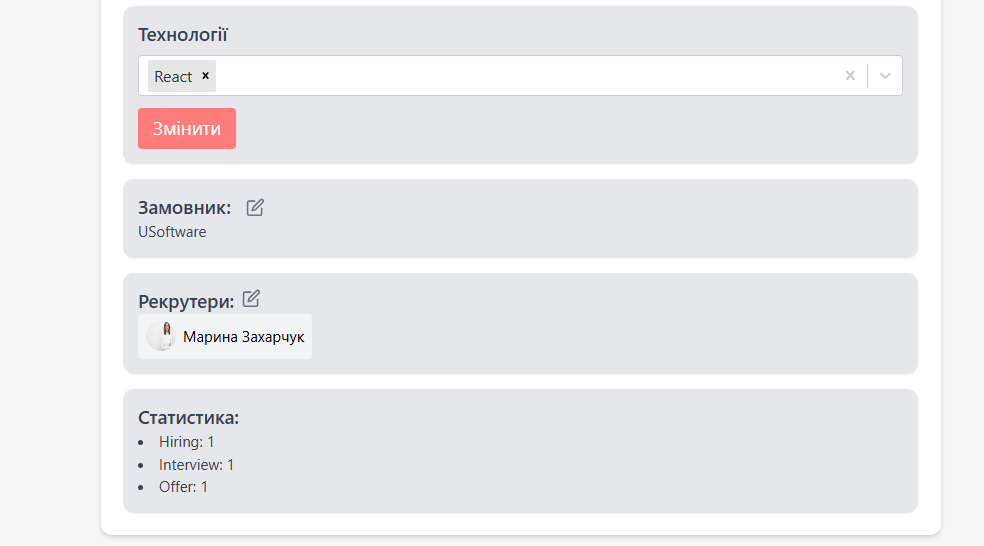 Технології
React ×
Змінити
Замовник:
USoftware
Рекрутери:
Марина Захарчук
Статистика:
• Hiring: 1
• Interview: 1
• Offer: 1